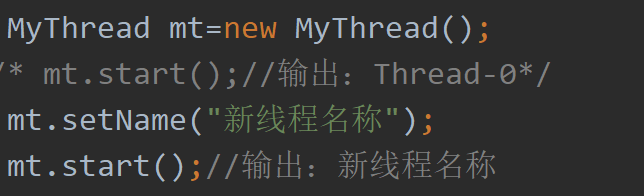 MyThread mt=new MyThread();
/* mt.start();//输出：Thread-0*/
mt.setName("新线程名称");
mt.start();//输出：新线程名称